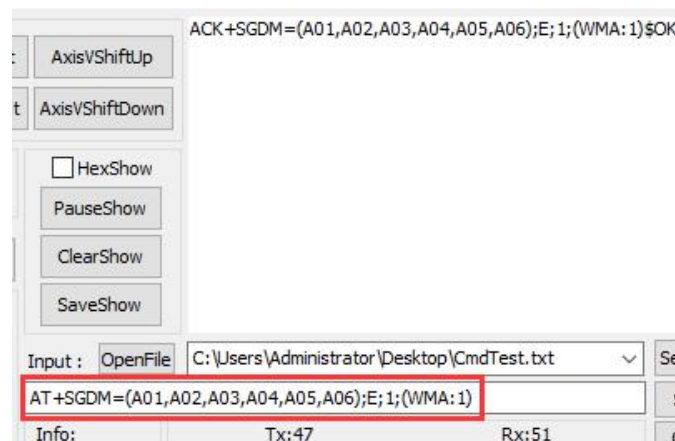 ACK+SGDM=(A01,A02,A03,A04,A05,A06);E;1;(WMA:1)$OK
AxisVShiftUp
t AxisVShiftDown
HexShow
PauseShow
ClearShow
SaveShow
Input : OpenFile C:\Users\Administrator\Desktop\CmdTest.txt Se
AT+SGDM=(A01,A02,A03,A04,A05,A06);E;1;(WMA:1)
Info: Tx:47 Rx:51